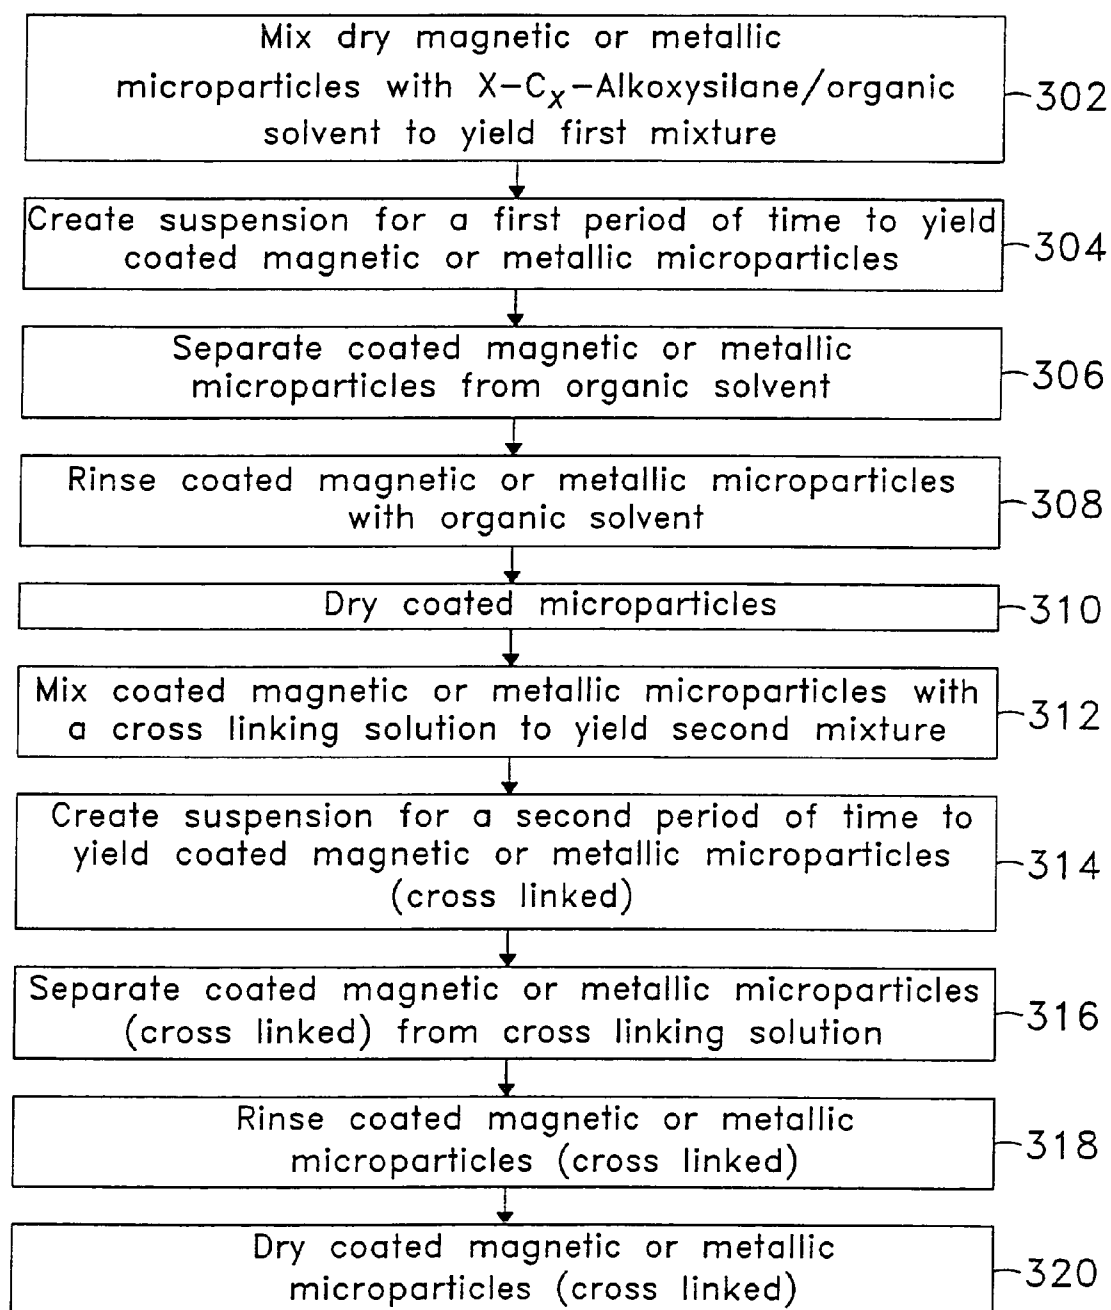 Mix dry magnetic or metallic
microparticles with X-Cx-Alkoxysilane/organic
solvent to yield first mixture
302
Create suspension for a first period of time to yield
coated magnetic or metallic microparticles
304
Separate coated magnetic or metallic
microparticles from organic solvent
306
Rinse coated magnetic or metallic microparticles
with organic solvent
308
Dry coated microparticles
310
Mix coated magnetic or metallic microparticles with
a cross linking solution to yield second mixture
312
Create suspension for a second period of time to
yield coated magnetic or metallic microparticles
(cross linked)
314
Separate coated magnetic or metallic microparticles
(cross linked) from cross linking solution
316
Rinse coated magnetic or metallic
microparticles (cross linked)
318
Dry coated magnetic or metallic
microparticles (cross linked)
320